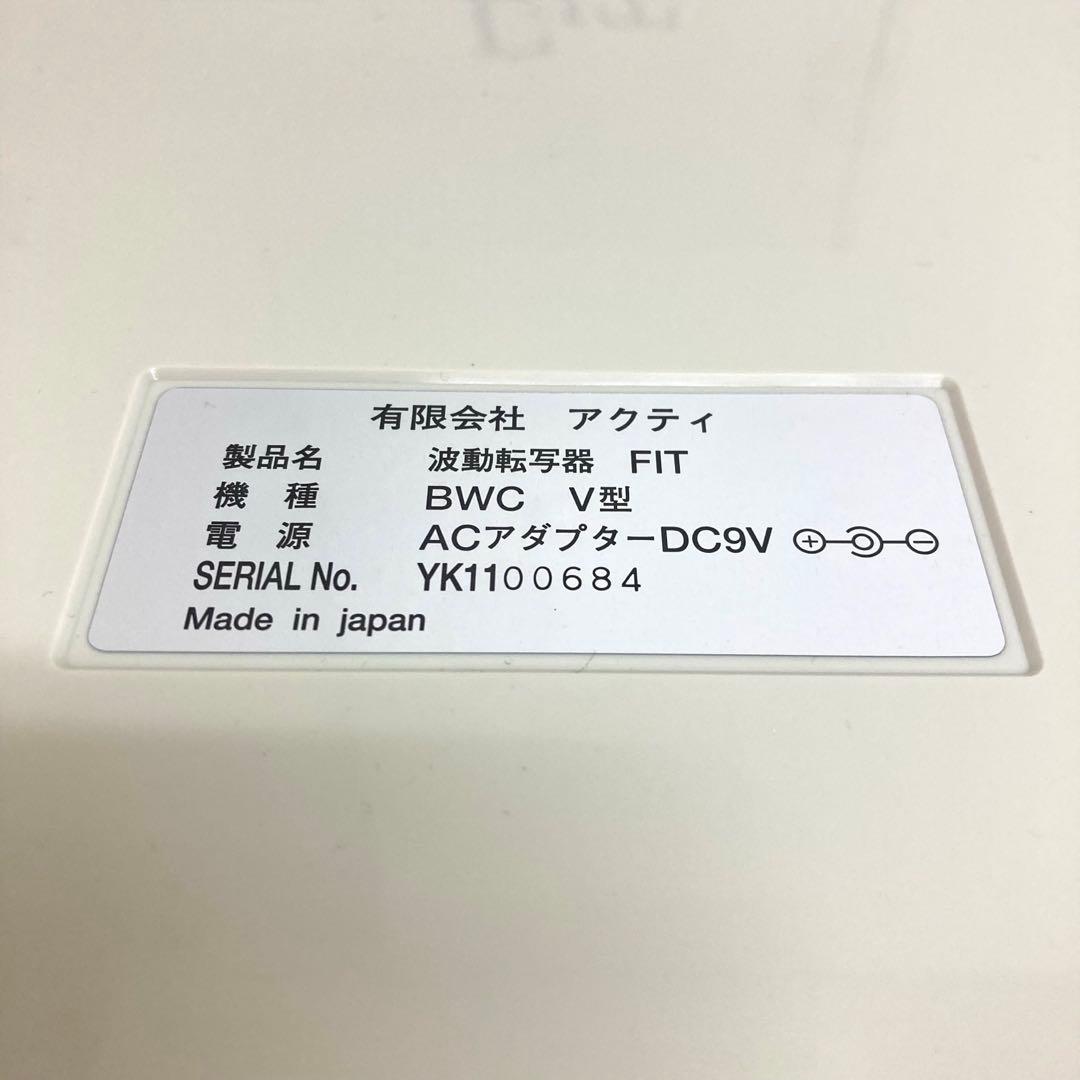 有限会社 アクティ
製品名 波動転写器 FIT
機 種 BWC V型
電 源 ACアダプターDC9V
SERIAL No. YK1100684
Made in japan